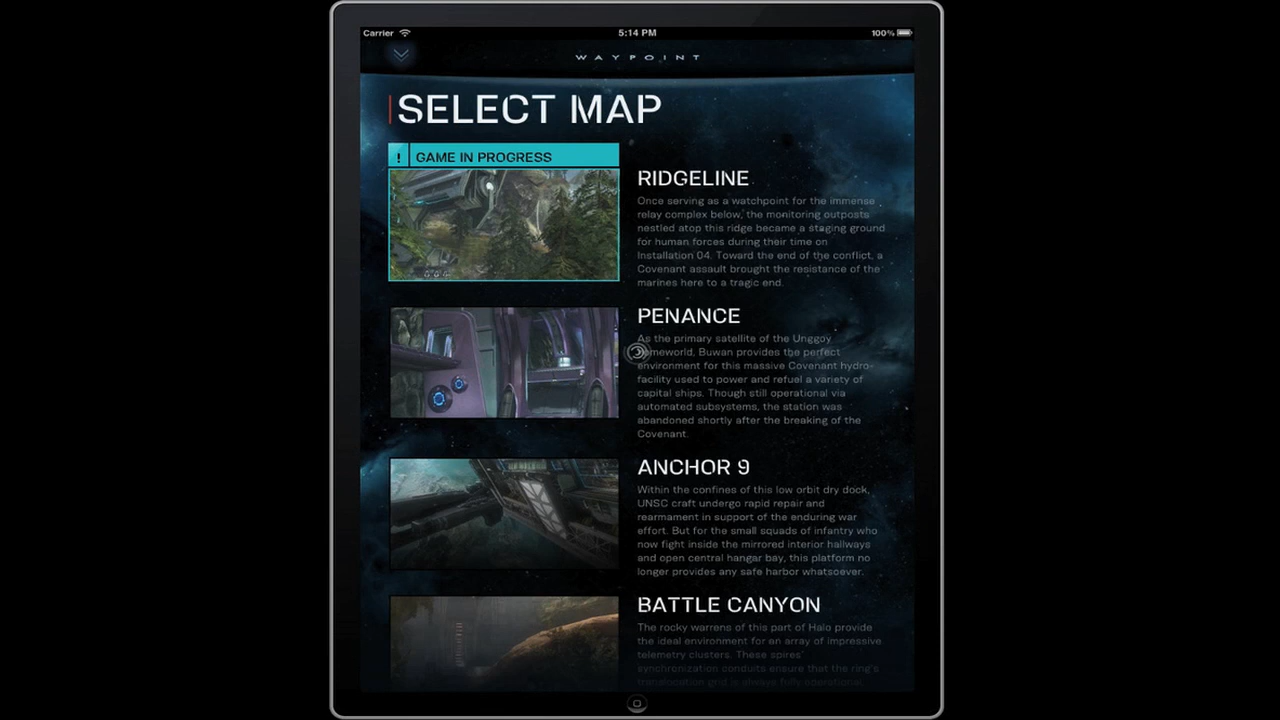 Carrier
5:14 PM
100%
WAYPOINT
SELECT MAP
! GAME IN PROGRESS
RIDGELINE
Once serving as a watchpoint for the immense
relay complex below, the monitoring outposts
nestled atop this ridge became a staging ground
for human forces during their time on
Installation 04. Toward the end of the conflict, a
Covenant assault brought the resistance of the
marines here to a tragic end.
PENANCE
As the primary satellite of the Unggoy
homeworld, Buwan provides the perfect
environment for this massive Covenant hydro-
facility used to power and refuel a variety of
capital ships. Though still operational via
automated subsystems, the station was
abandoned shortly after the breaking of the
Covenant.
ANCHOR 9
Within the confines of this low orbit dry dock,
UNSC craft undergo rapid repair and
rearmament in support of the enduring war
effort. But for the small squads of infantry who
now fight inside the mirrored interior hallways
and open central hangar bay, this platform no
longer provides any safe harbor whatsoever.
BATTLE CANYON
The rocky warrens of this part of Halo provide
the ideal environment for an array of impressive
telemetry clusters. These spires'
synchronization conduits ensure that the ring's
translocation grid is always fully operational,